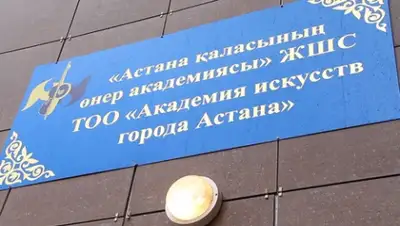 «Астана қаласының
өнер академиясы» ЖШС
ТОО «Академия искусств
города Астана»